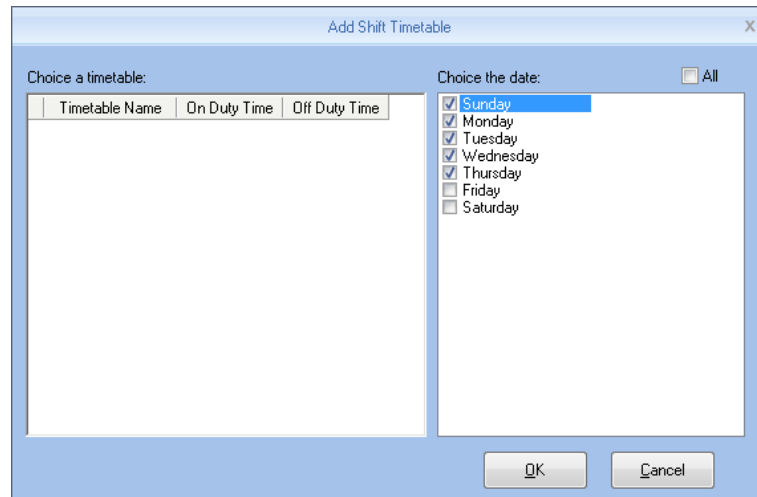 Add Shift Timetable
X
Choice a timetable:
Choice the date:
All
Timetable Name On Duty Time Off Duty Time
Sunday
Monday
Tuesday
Wednesday
Thursday
Friday
Saturday
OK
Cancel